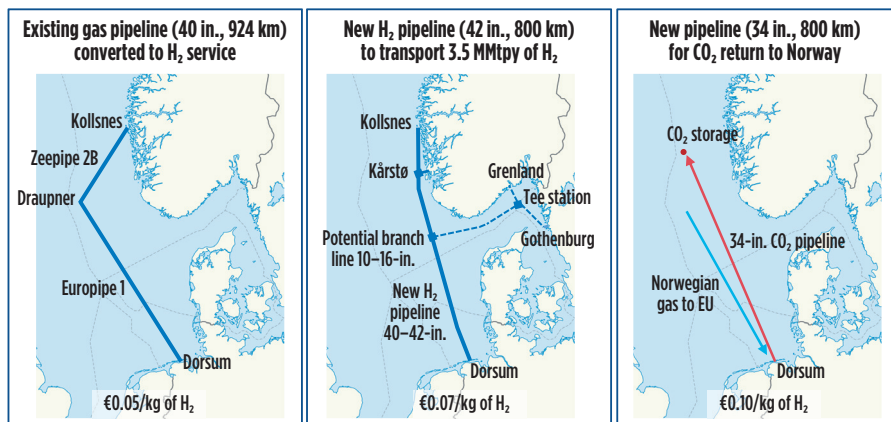 Existing gas pipeline (40 in., 924 km)
converted to H₂ service
Kollsnes
Zeepipe 2B
Draupner
Europipe 1
Dorsum
€0.05/kg of H₂
New H₂ pipeline (42 in., 800 km)
to transport 3.5 MMtpy of H₂
Kollsnes
Kårstø
Grenland
Tee station
Potential branch
line 10–16-in.
Gothenburg
New H₂
pipeline
40–42-in.
Dorsum
€0.07/kg of H₂
New pipeline (34 in., 800 km)
for CO₂ return to Norway
CO₂ storage
34-in. CO₂ pipeline
Norwegian
gas to EU
Dorsum
€0.10/kg of H₂